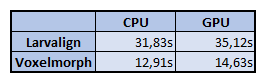 CPU GPU
Larvalign 31,83s 35,12s
Voxelmorph 12,91s 14,63s